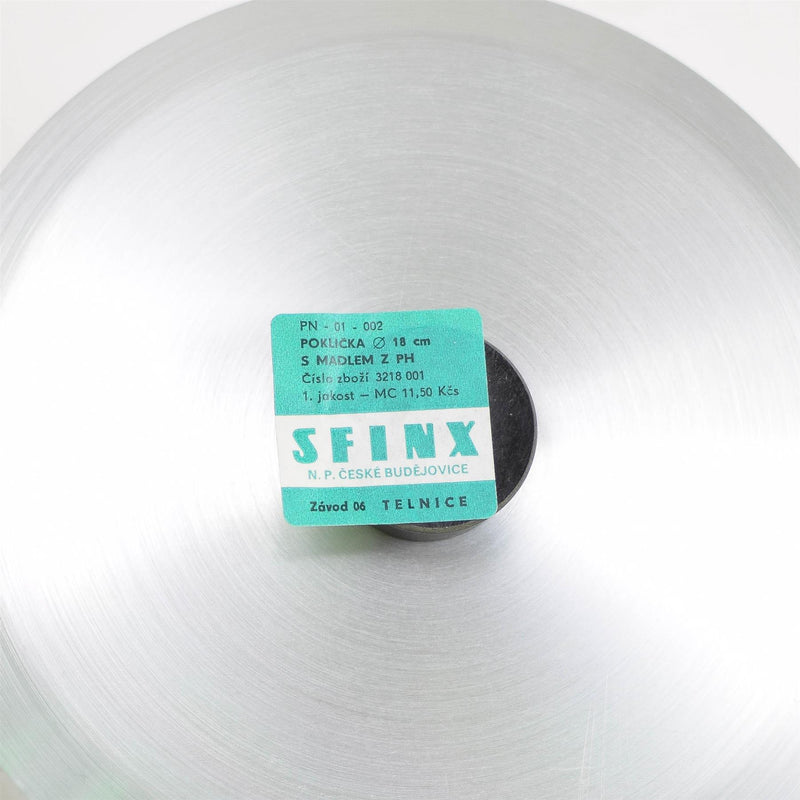 PN - 01 - 002
POKLIČKA ∅ 18 cm
S MADLEM Z PH
Číslo zboží 3218 001
1. jakost — MC 11,50 Kčs
SFINX
N. P. ČESKÉ BUDĚJOVICE
Závod 06 TELNICE